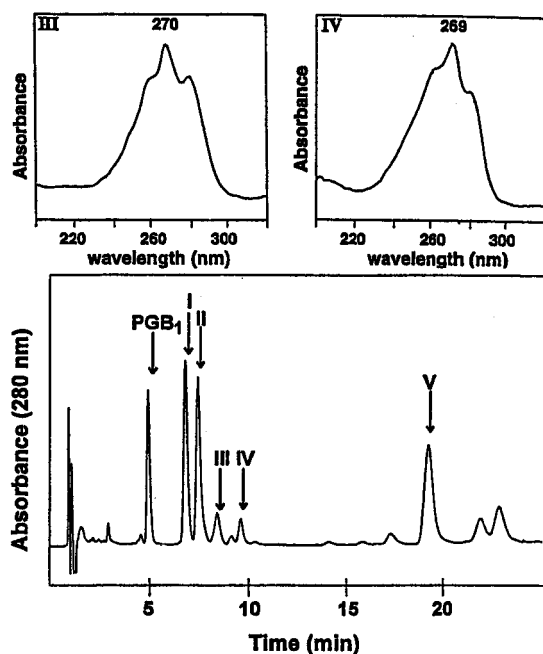 III 270
Absorbance
220 260 300
wavelength (nm)
IV 269
Absorbance
220 260 300
wavelength (nm)
Absorbance (280 nm)
PGB1
I
II
III IV
V
5 10 15 20
Time (min)